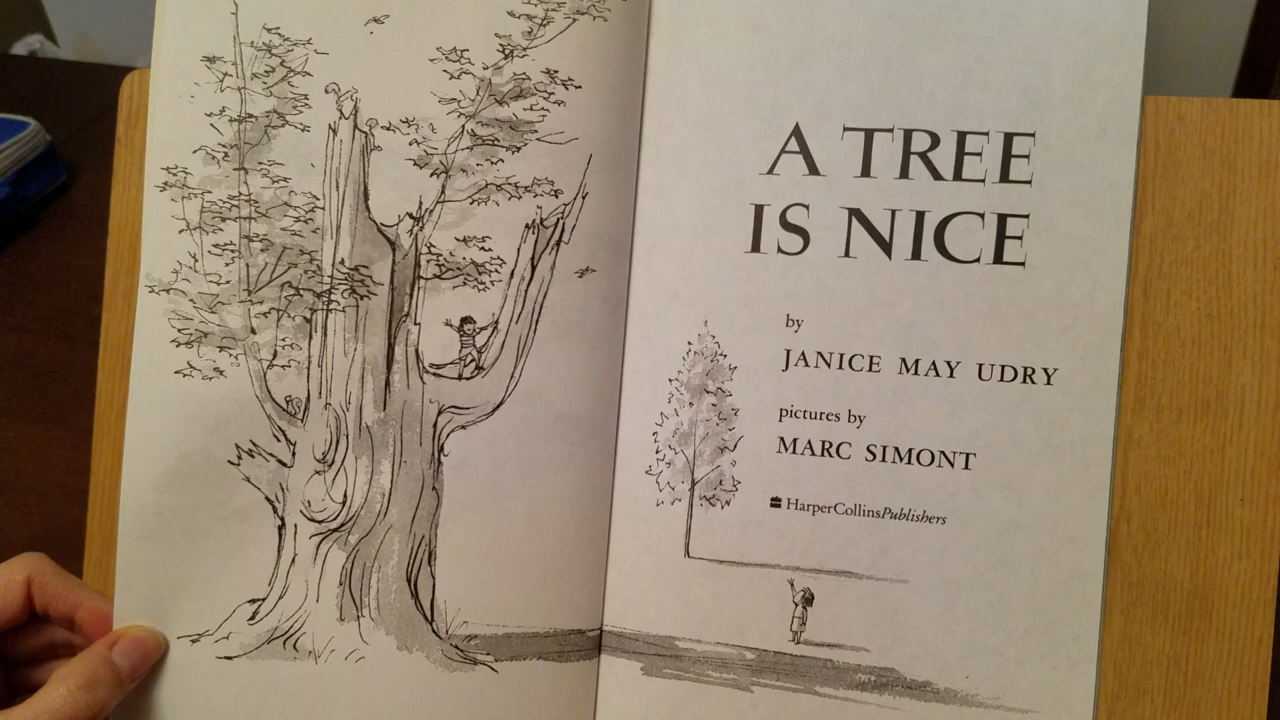 A TREE
IS NICE
by
JANICE MAY UDRY
pictures by
MARC SIMONT
HarperCollinsPublishers